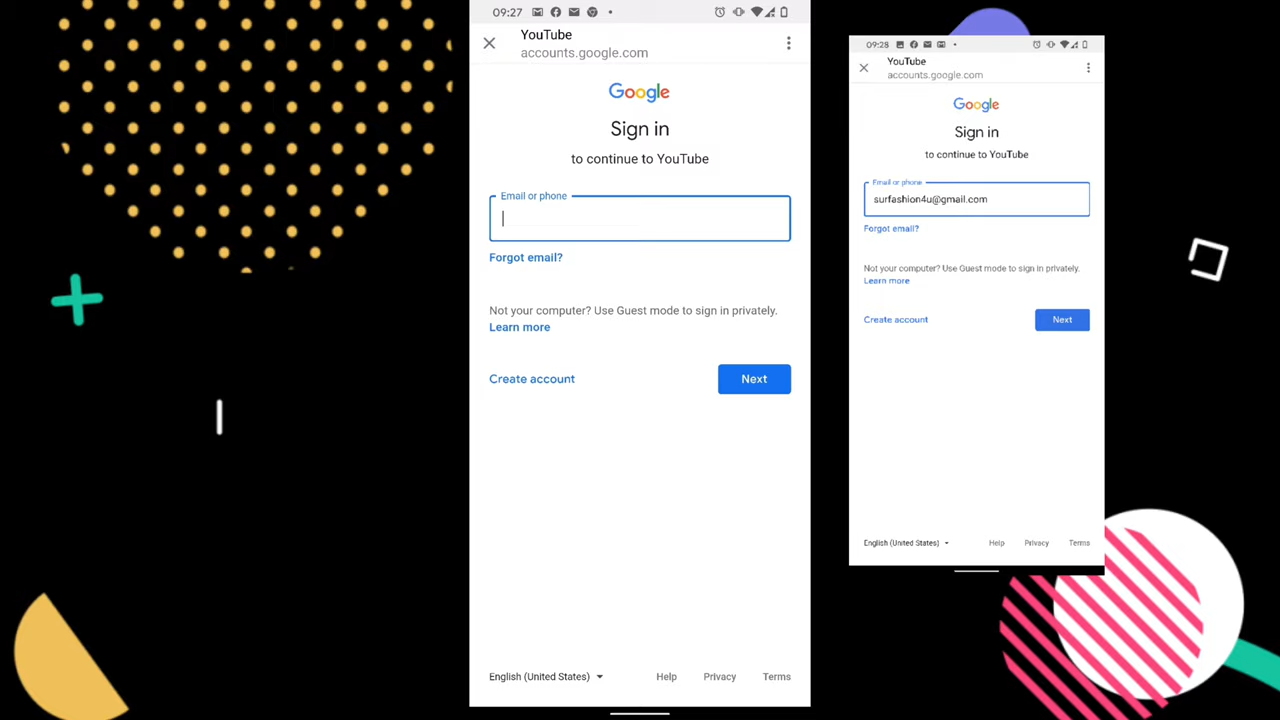 09:27
YouTube
accounts.google.com
Google
Sign in
to continue to YouTube
Email or phone
Forgot email?
Not your computer? Use Guest mode to sign in privately.
Learn more
Create account
Next
English (United States)
Help
Privacy
Terms
09:28
YouTube
accounts.google.com
Google
Sign in
to continue to YouTube
Email or phone
surfashion4u@gmail.com
Forgot email?
Not your computer? Use Guest mode to sign in privately.
Learn more
Create account
Next
English (United States)
Help
Privacy
Terms